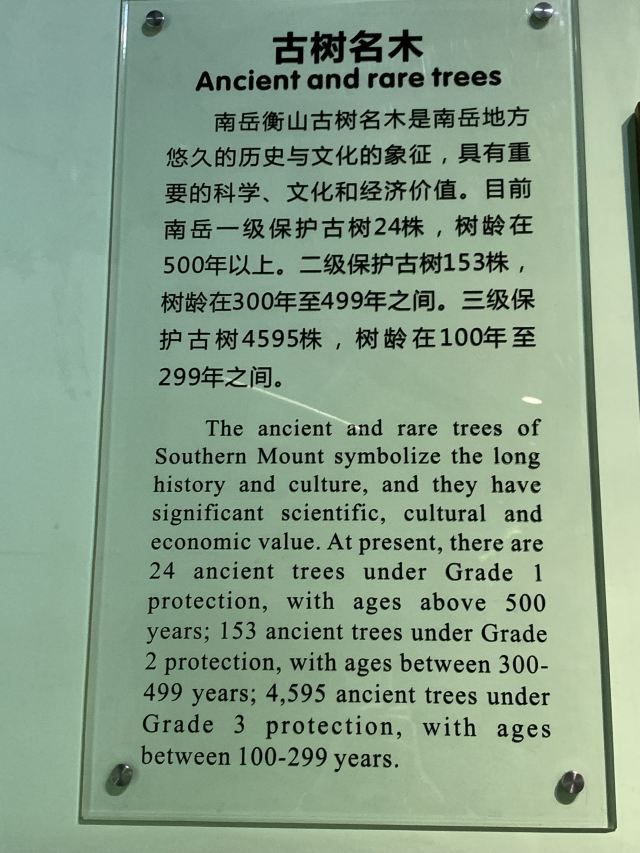 古树名木
Ancient and rare trees
南岳衡山古树名木是南岳地方
悠久的历史与文化的象征，具有重
要的科学、文化和经济价值。目前
南岳一级保护古树24株，树龄在
500年以上。二级保护古树153株，
树龄在300年至499年之间。三级保
护古树4595株，树龄在100年至
299年之间。
The ancient and rare trees of
Southern Mount symbolize the long
history and culture, and they have
significant scientific, cultural and
economic value. At present, there are
24 ancient trees under Grade 1
protection, with ages above 500
years; 153 ancient trees under Grade
2 protection, with ages between 300-
499 years; 4,595 ancient trees under
Grade 3 protection, with ages
between 100-299 years.